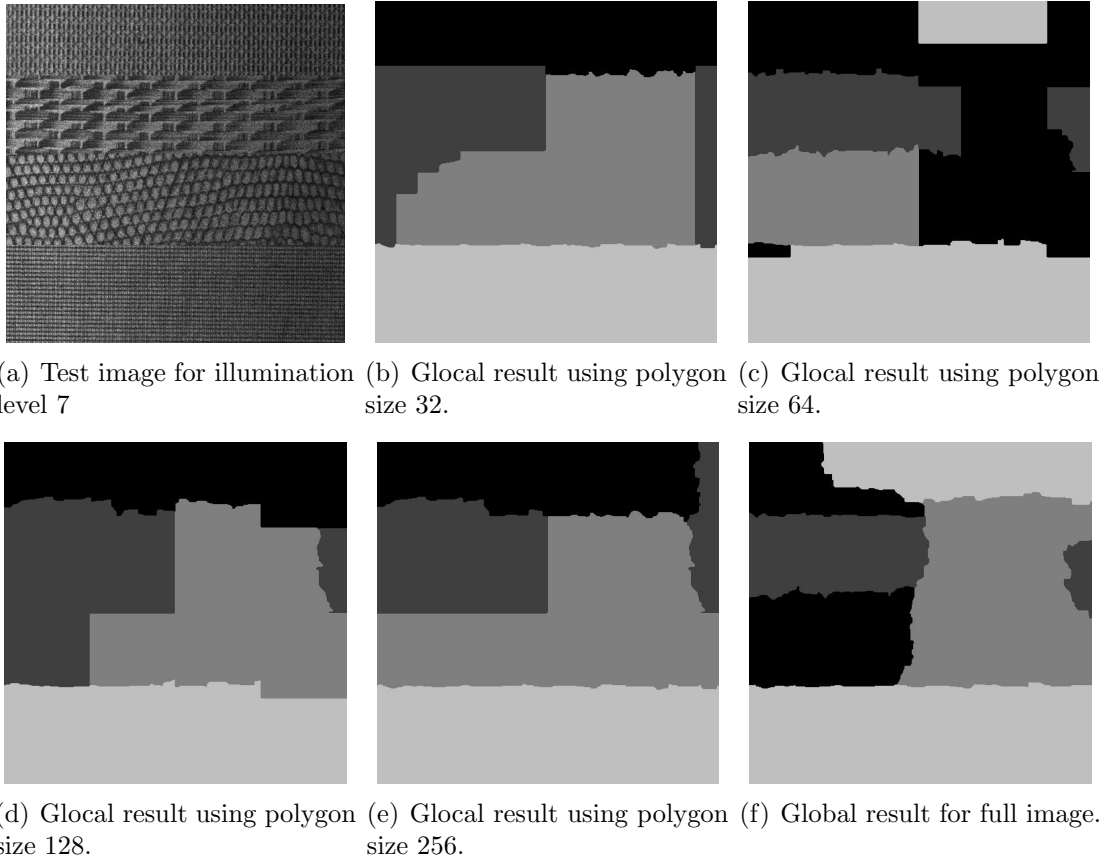 (a) Test image for illumination level 7
(b) Glocal result using polygon size 32.
(c) Glocal result using polygon size 64.
(d) Glocal result using polygon size 128.
(e) Glocal result using polygon size 256.
(f) Global result for full image.